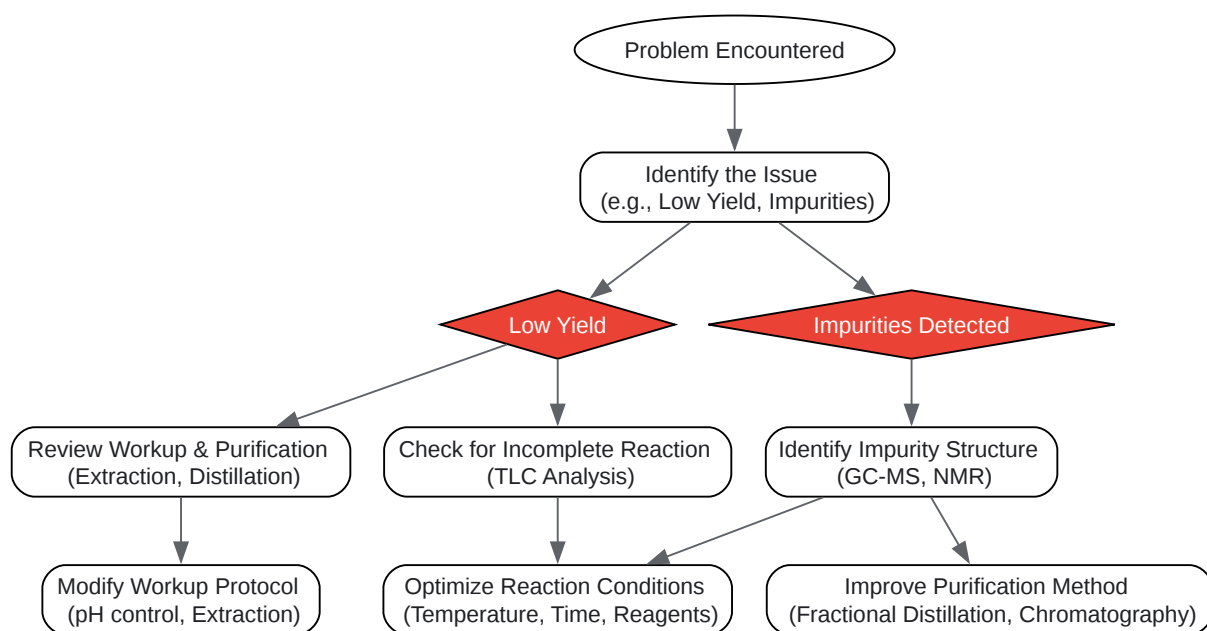 Problem Encountered
Identify the Issue
(e.g., Low Yield, Impurities)
Low Yield
Impurities Detected
Review Workup & Purification
(Extraction, Distillation)
Check for Incomplete Reaction
(TLC Analysis)
Identify Impurity Structure
(GC-MS, NMR)
Modify Workup Protocol
(pH control, Extraction)
Optimize Reaction Conditions
(Temperature, Time, Reagents)
Improve Purification Method
(Fractional Distillation, Chromatography)